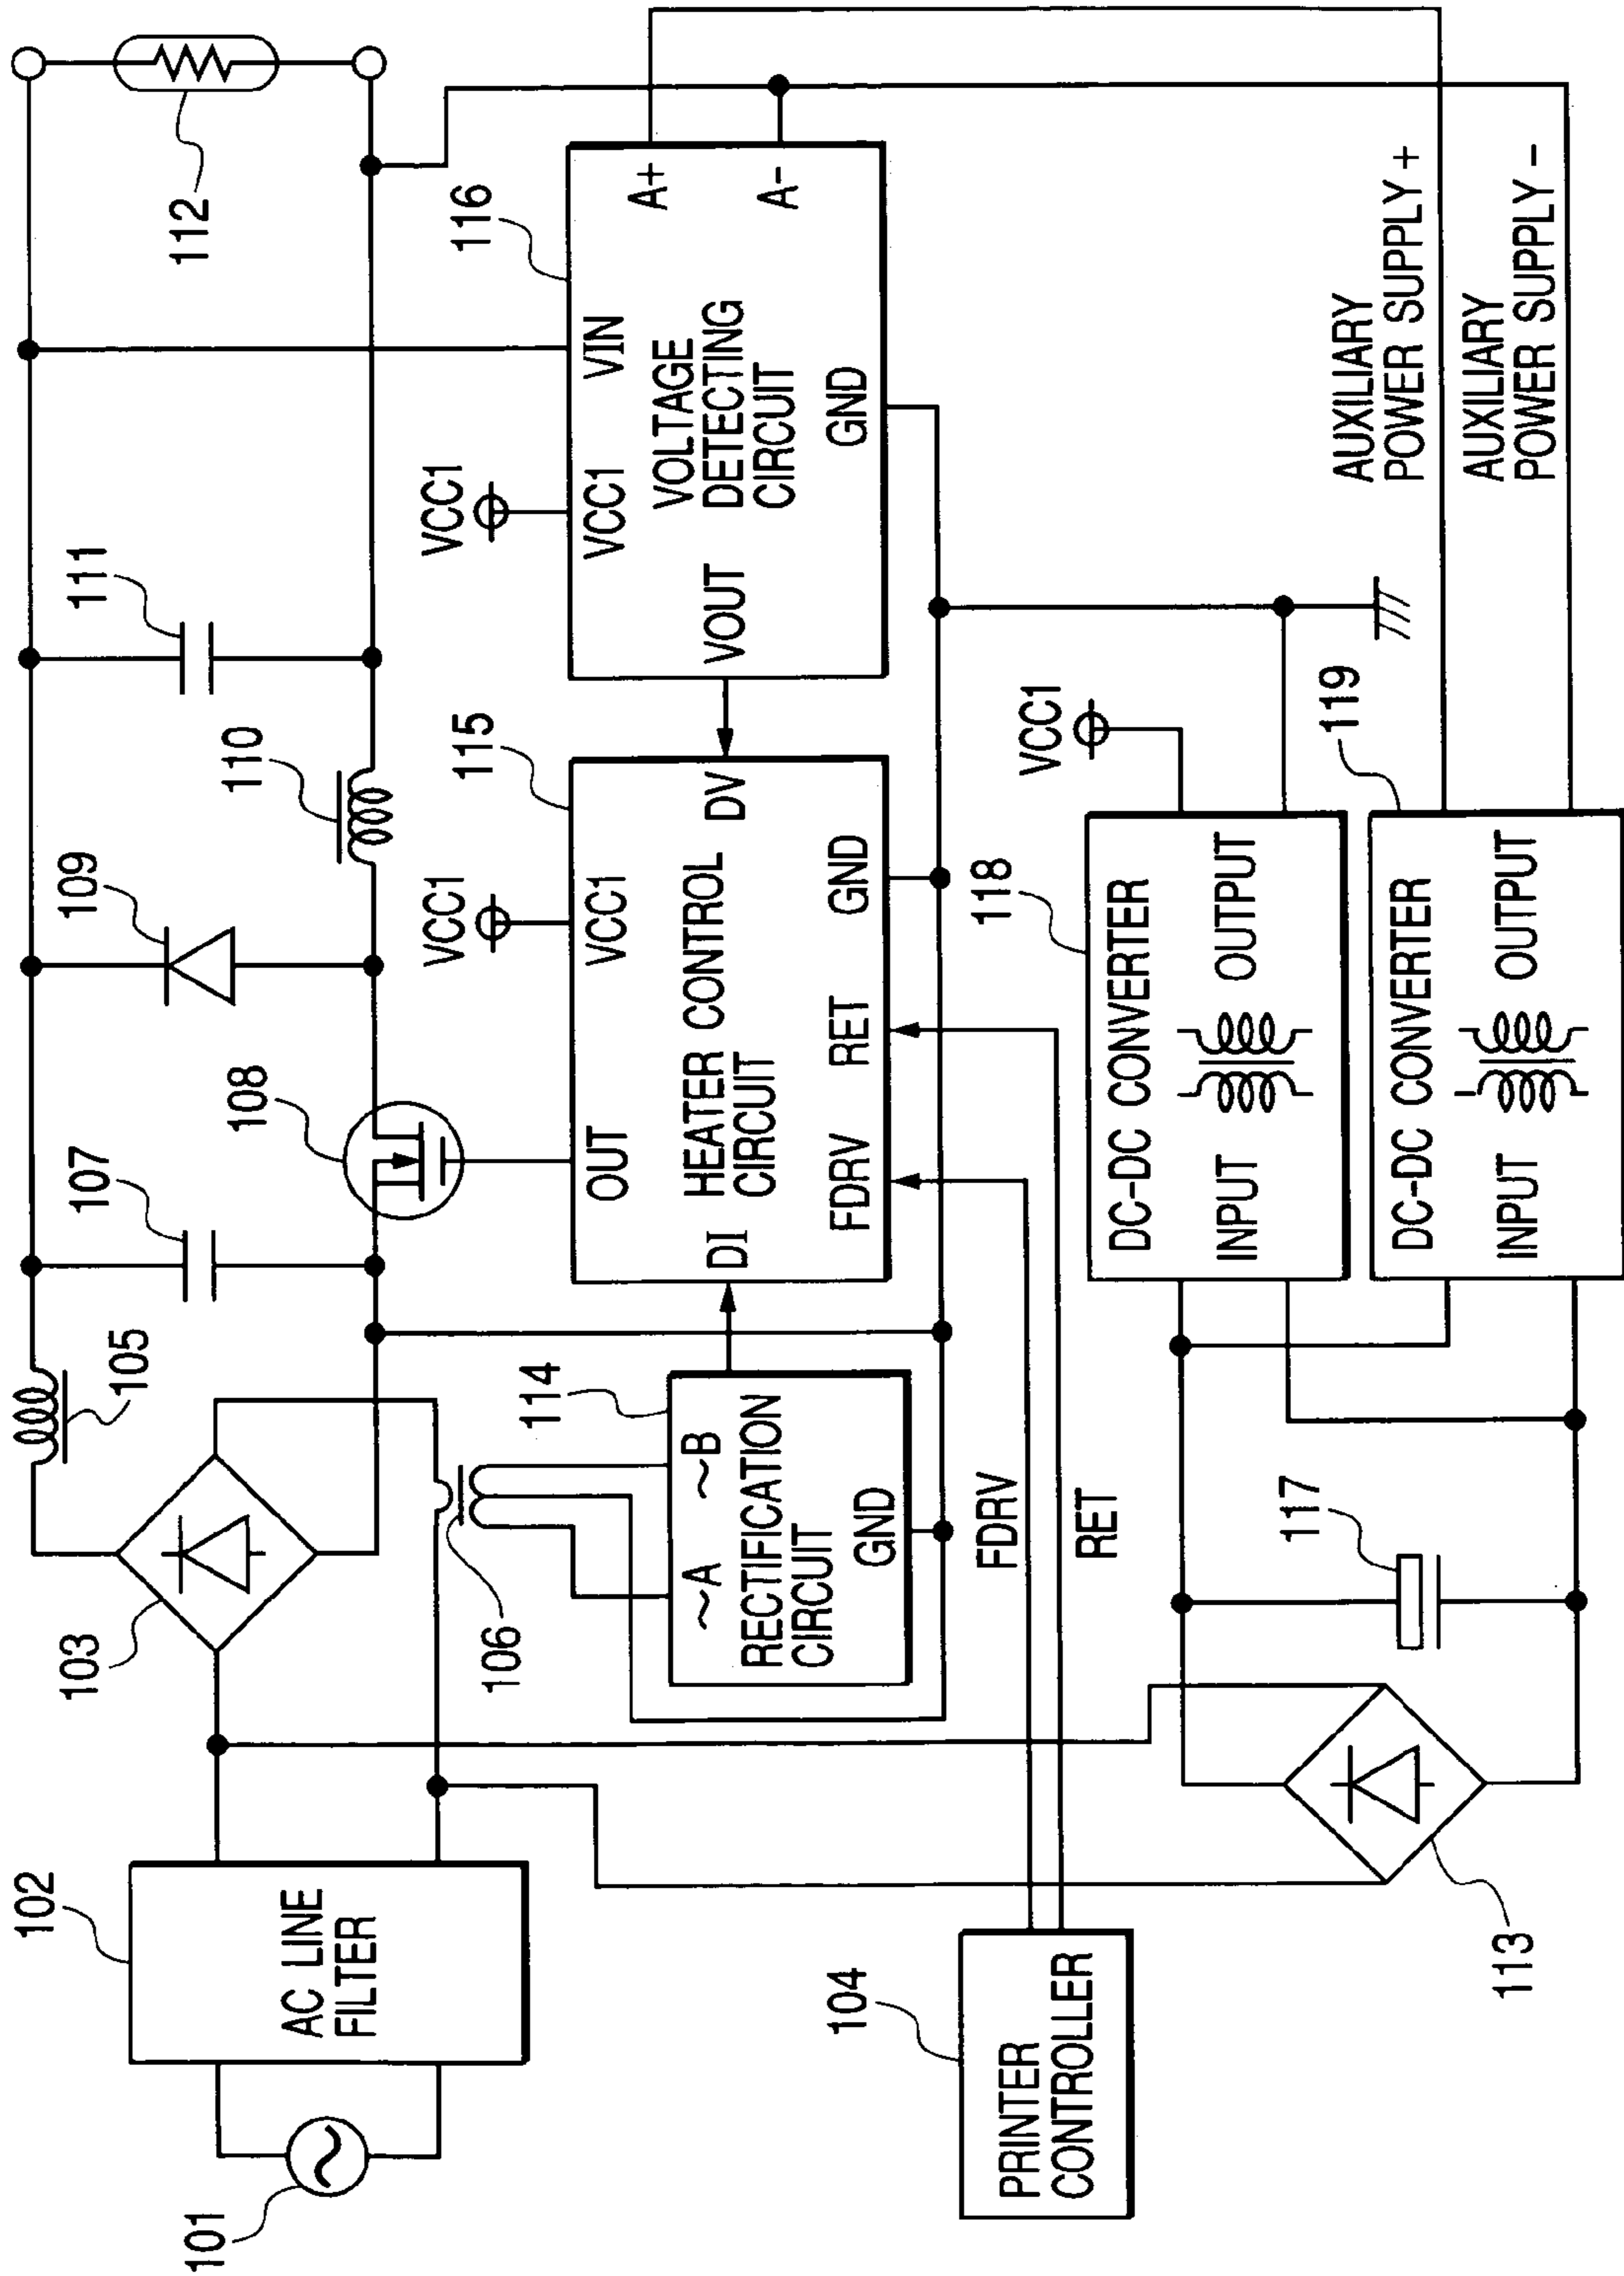 101
102
AC LINE
FILTER
103
105
106
107
108
109
110
111
112
104
PRINTER
CONTROLLER
114
~A ~B
RECTIFICATION
CIRCUIT
GND
115
OUT
VCC1
VCC1
HEATER CONTROL
CIRCUIT
DI
DV
FDRV
RET
GND
116
VCC1
VCC1
VIN
VOLTAGE
DETECTING
CIRCUIT
VOUT
GND
A+
A-
FDRV
RET
113
117
118
DC-DC CONVERTER
INPUT
OUTPUT
VCC1
119
DC-DC CONVERTER
INPUT
OUTPUT
AUXILIARY
POWER SUPPLY +
AUXILIARY
POWER SUPPLY -